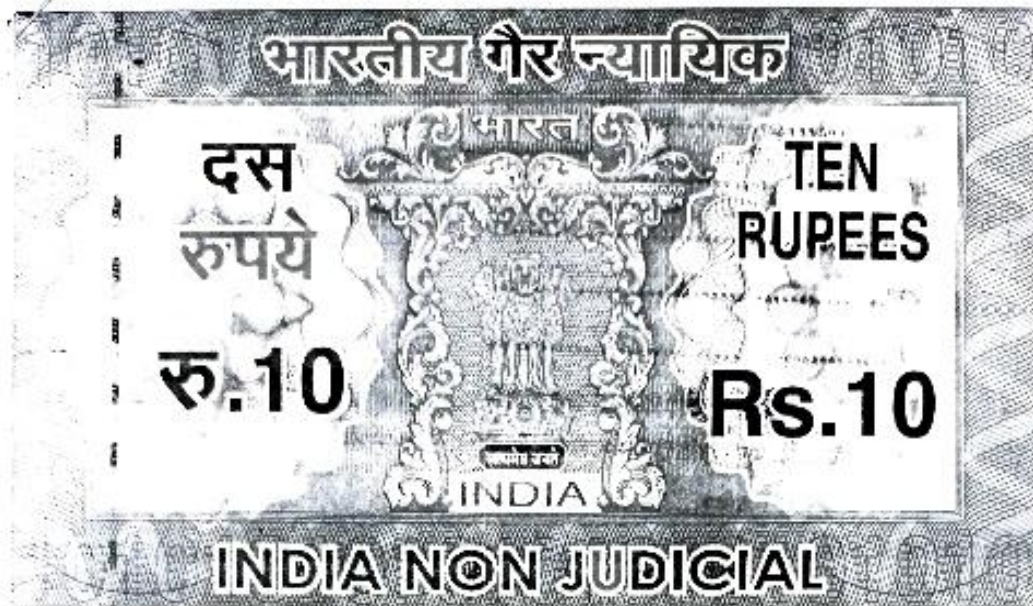 भारतीय गैर न्यायिक
भारत
दस
रुपये
TEN
RUPEES
रु.10
Rs.10
सत्यमेव जयते
INDIA
INDIA NON JUDICIAL